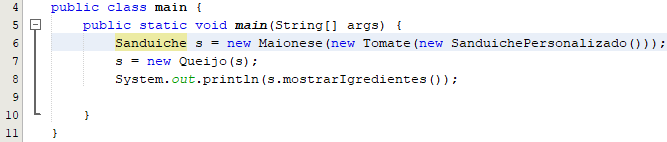 4 public class main {
5 public static void main(String[] args) {
6 Sanduiche s = new Maionese(new Tomate(new SanduichePersonalizado()));
7 s = new Queijo(s);
8 System.out.println(s.mostrarIgredientes());
9
10 }
11 }